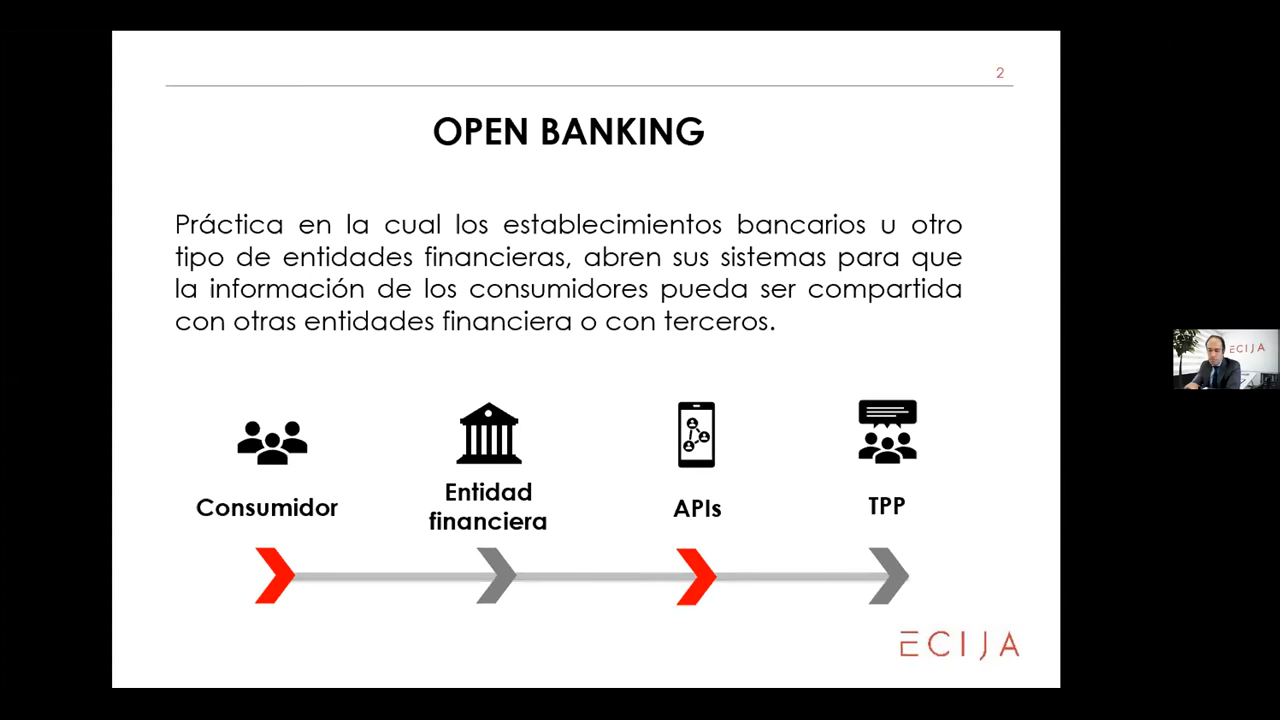 2
OPEN BANKING
Práctica en la cual los establecimientos bancarios u otro
tipo de entidades financieras, abren sus sistemas para que
la información de los consumidores pueda ser compartida
con otras entidades financiera o con terceros.
Consumidor
Entidad
financiera
APIs
TPP
ECIJA
ECIJA